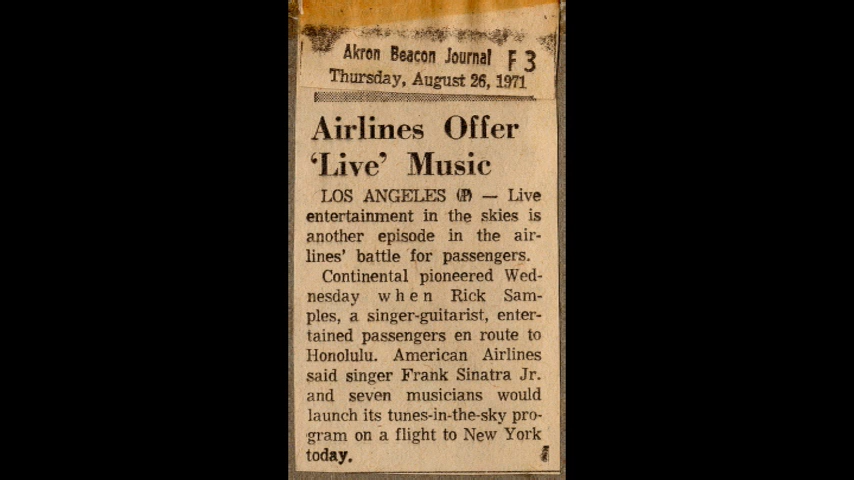 Akron Beacon Journal F3
Thursday, August 26, 1971
Airlines Offer
‘Live’ Music
LOS ANGELES (AP) — Live
entertainment in the skies is
another episode in the air-
lines’ battle for passengers.
Continental pioneered Wed-
nesday when Rick Sam-
ples, a singer-guitarist, enter-
tained passengers en route to
Honolulu. American Airlines
said singer Frank Sinatra Jr.
and seven musicians would
launch its tunes-in-the-sky pro-
gram on a flight to New York
today.